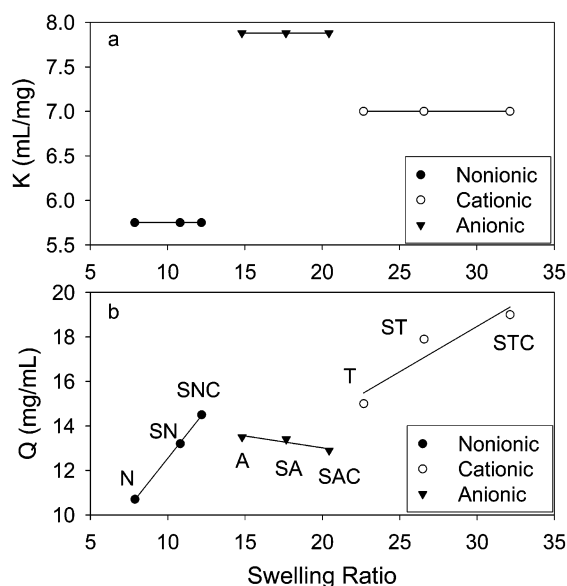 8.0
a
7.5
7.0
6.5
6.0
5.5
K (mL/mg)
Nonionic
Cationic
Anionic
5 10 15 20 25 30 35
20
b
18
16
14
12
10
Q (mg/mL)
N
SN
SNC
A
SA
SAC
T
ST
STC
Nonionic
Cationic
Anionic
5 10 15 20 25 30 35
Swelling Ratio